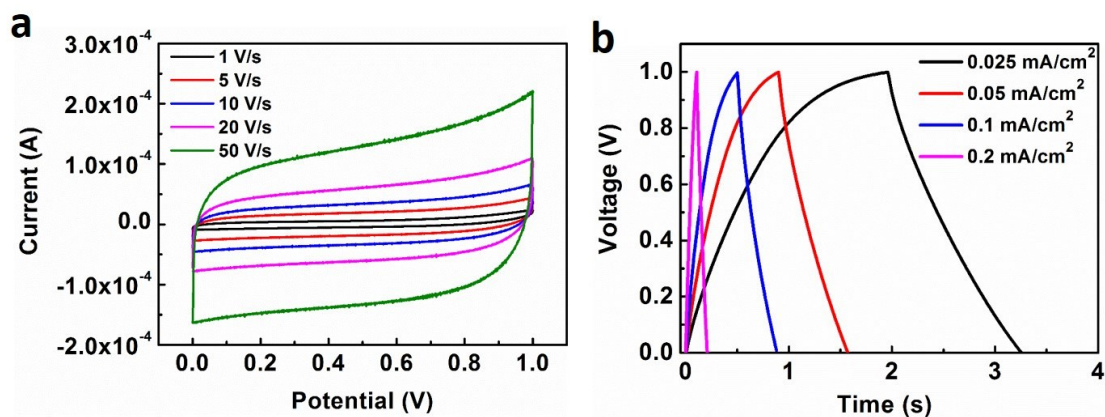 a
3.0x10⁻⁴
2.0x10⁻⁴
1.0x10⁻⁴
0.0
-1.0x10⁻⁴
-2.0x10⁻⁴
Current (A)
1 V/s
5 V/s
10 V/s
20 V/s
50 V/s
0.0 0.2 0.4 0.6 0.8 1.0
Potential (V)
b
1.0
0.8
0.6
0.4
0.2
0.0
Voltage (V)
0.025 mA/cm²
0.05 mA/cm²
0.1 mA/cm²
0.2 mA/cm²
0 1 2 3 4
Time (s)